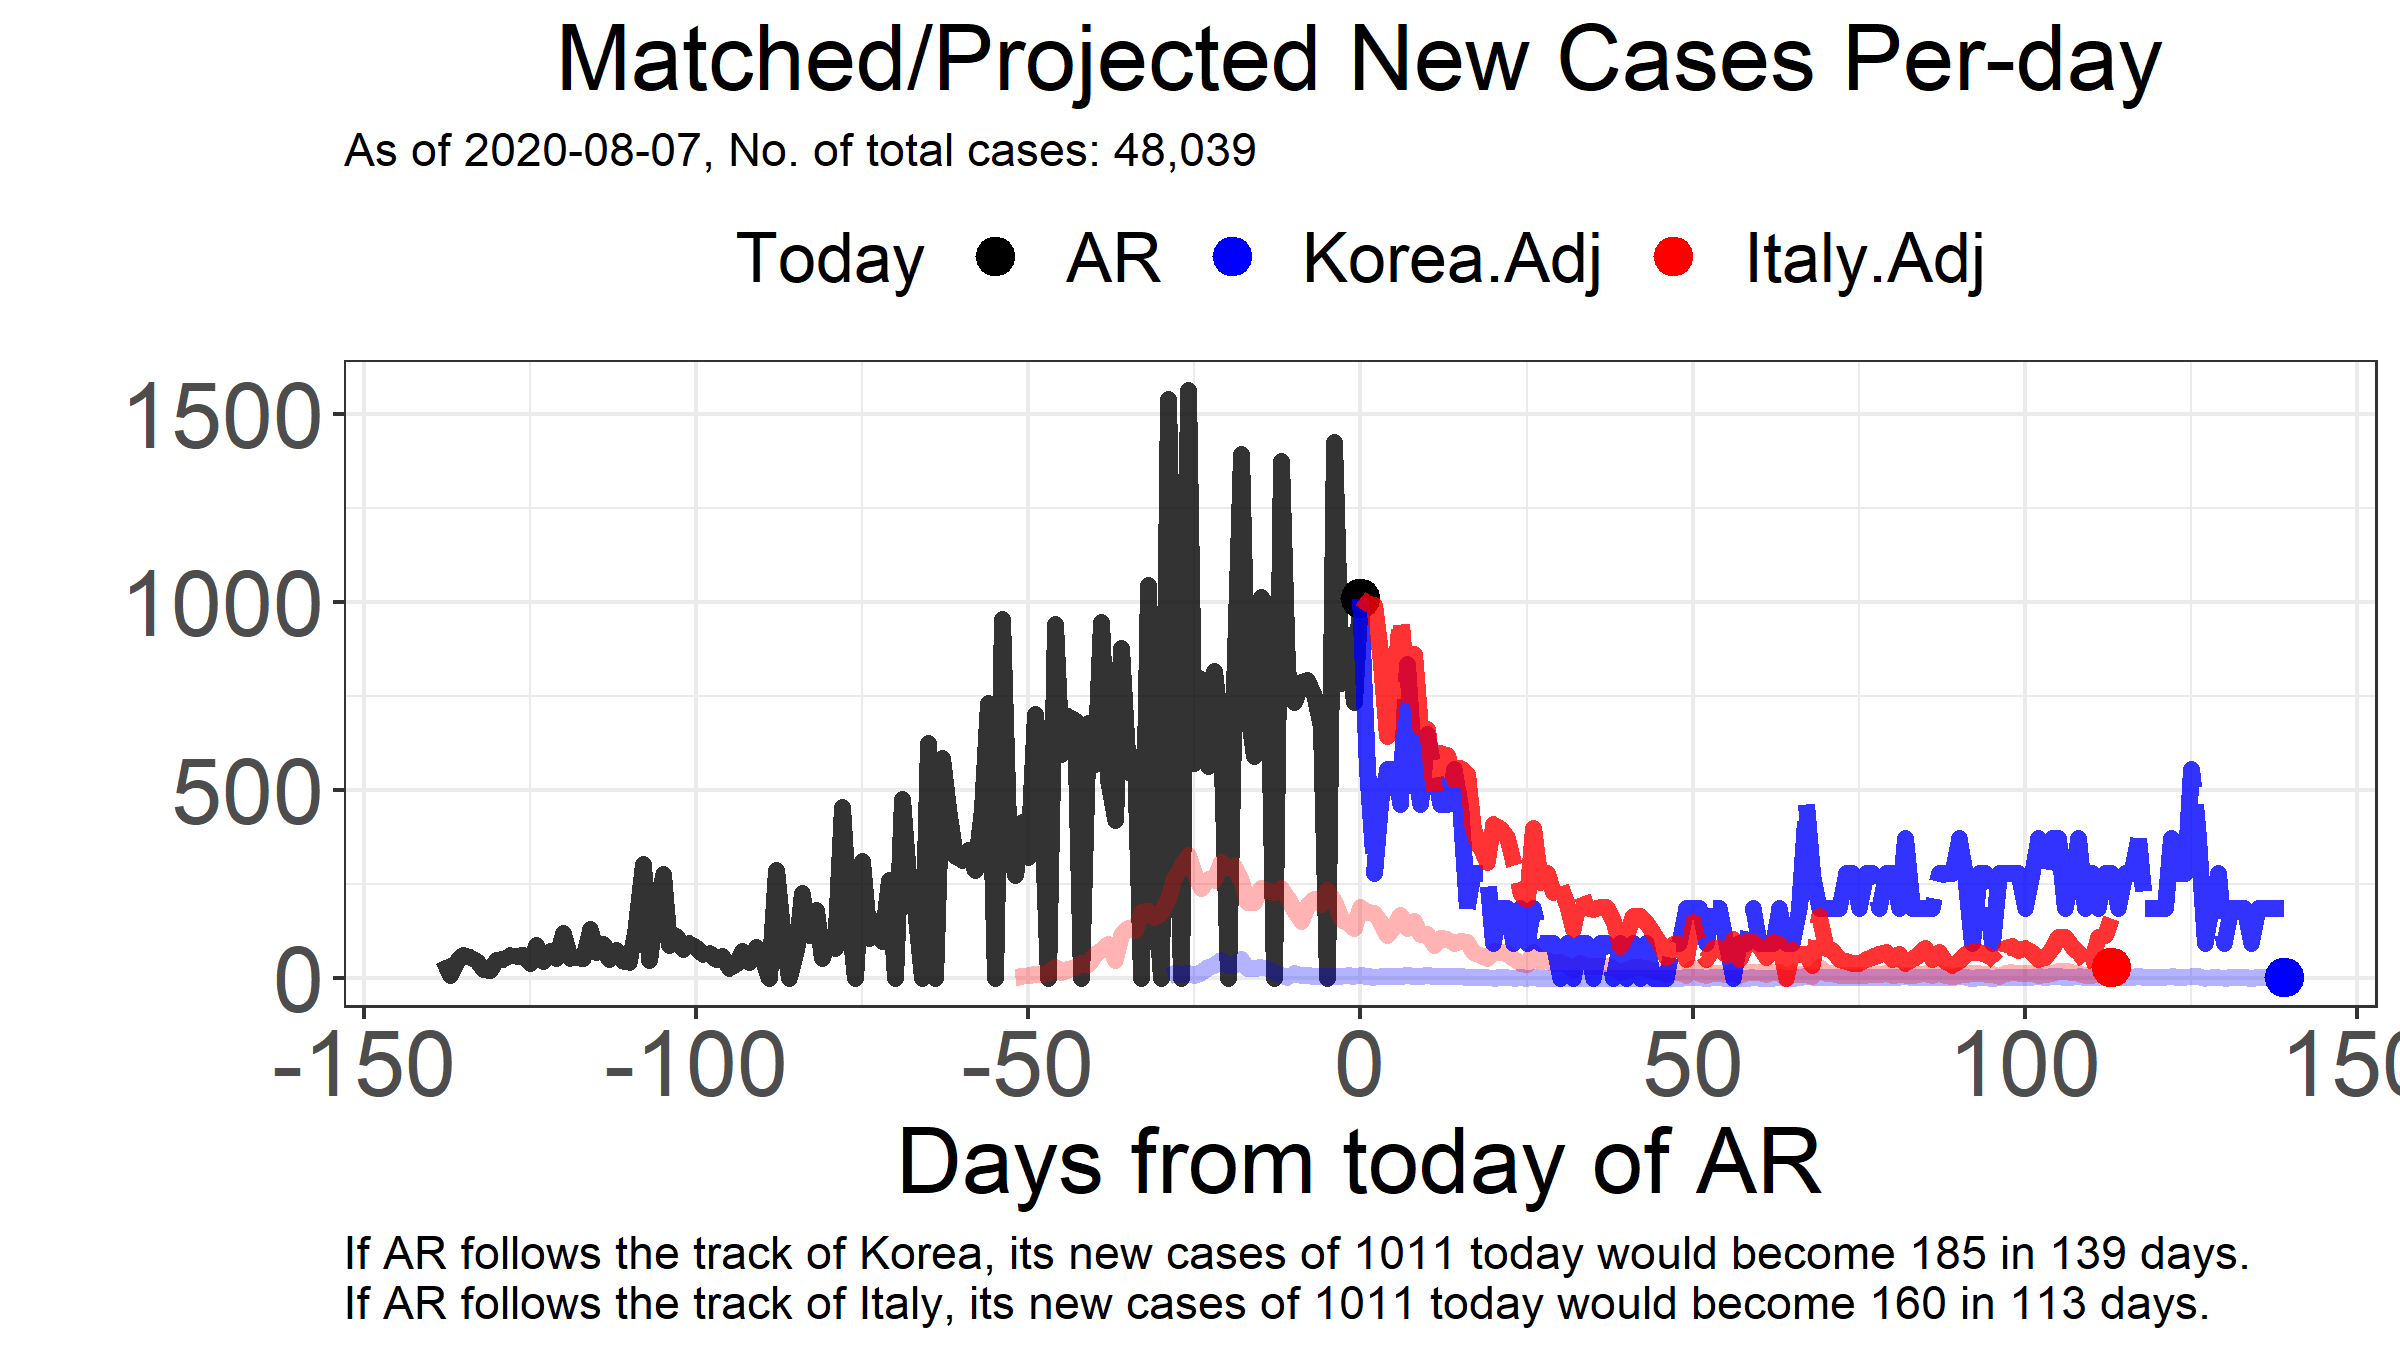 Matched/Projected New Cases Per-day
As of 2020-08-07, No. of total cases: 48,039
Today AR Korea.Adj Italy.Adj
1500
1000
500
0
-150 -100 -50 0 50 100 150
Days from today of AR
If AR follows the track of Korea, its new cases of 1011 today would become 185 in 139 days.
If AR follows the track of Italy, its new cases of 1011 today would become 160 in 113 days.